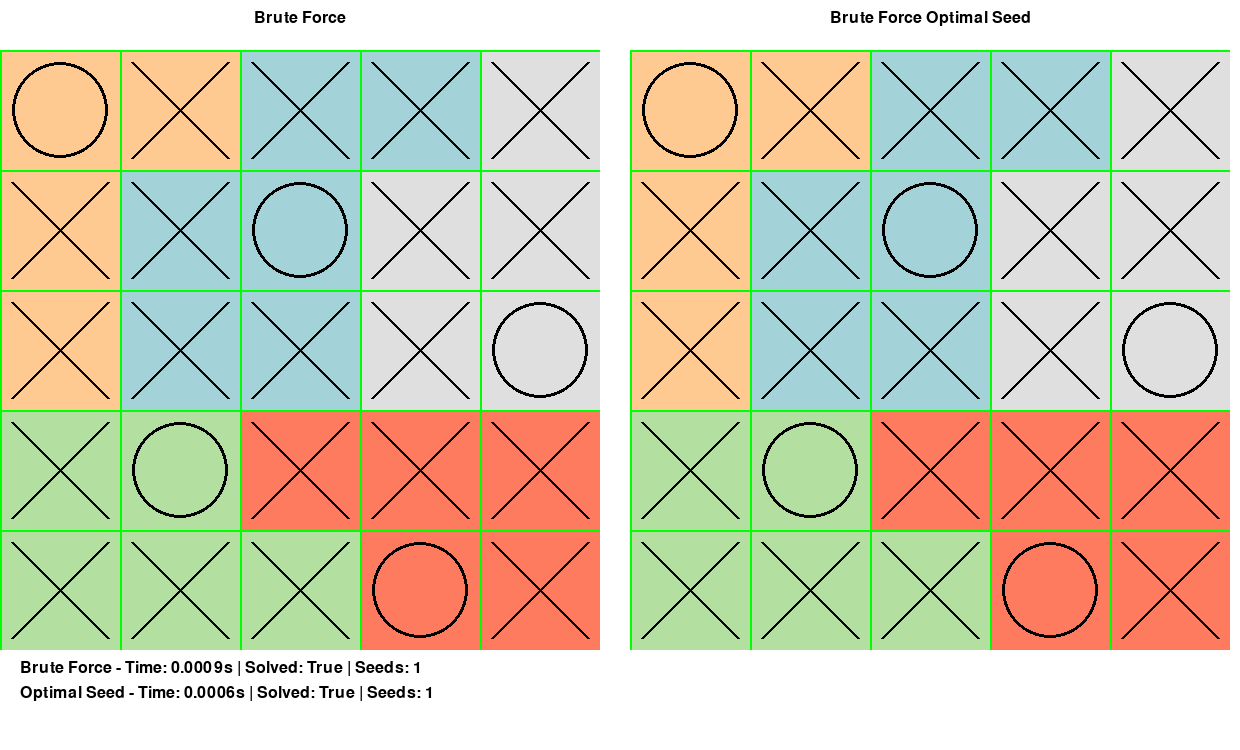 Brute Force
Brute Force Optimal Seed
Brute Force - Time: 0.0009s | Solved: True | Seeds: 1
Optimal Seed - Time: 0.0006s | Solved: True | Seeds: 1